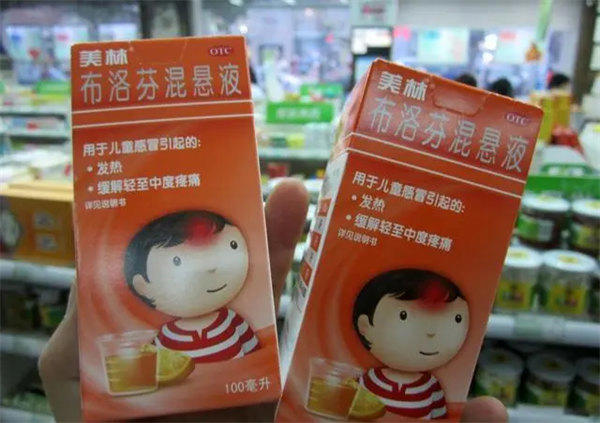 美林
OTC
布洛芬混悬液
用于儿童感冒引起的:
• 发热
• 缓解轻至中度疼痛
详见说明书
100毫升
美林
OTC
布洛芬混悬液
用于儿童感冒引起的:
• 发热
• 缓解轻至中度疼痛
详见说明书